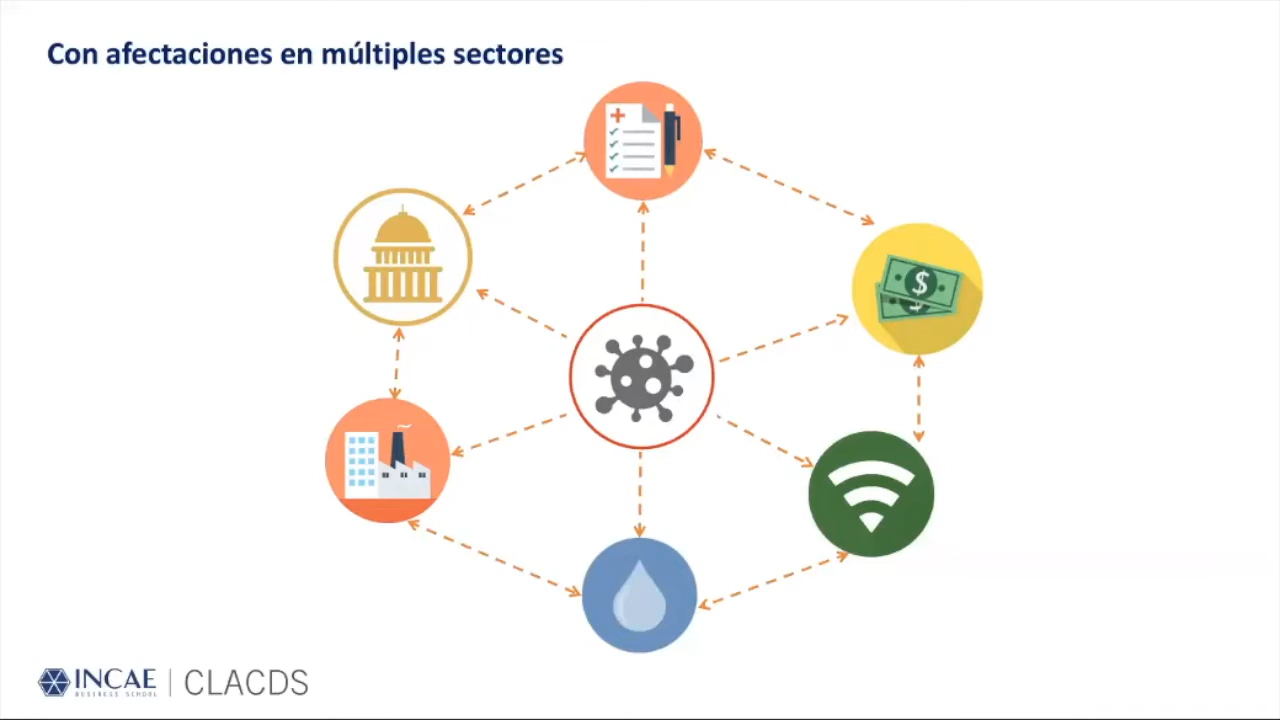 Con afectaciones en múltiples sectores
$
$
INCAE | CLACDS
BUSINESS SCHOOL